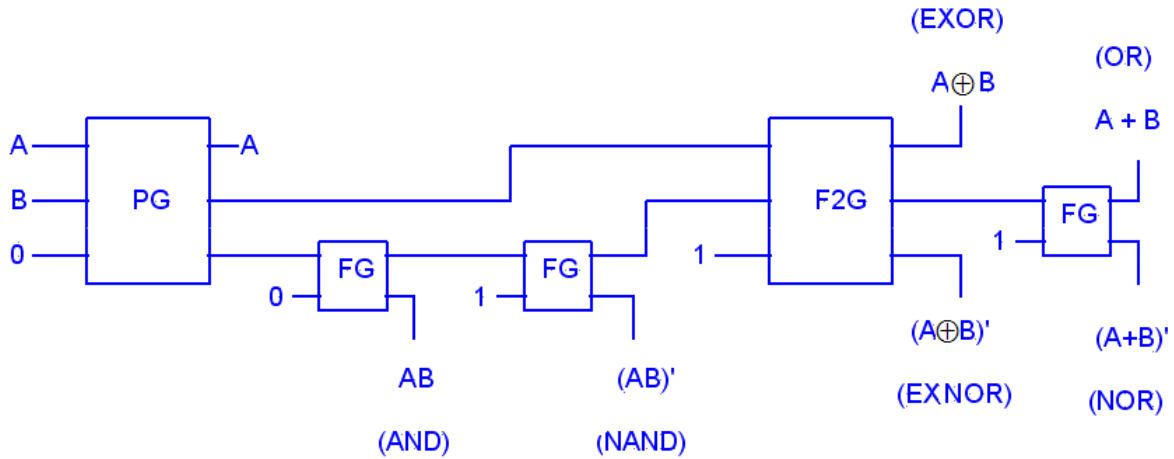 (EXOR)
A⊕B
(OR)
A + B
A
PG
A
B
0
FG
0
AB
(AND)
FG
1
(AB)'
(NAND)
F2G
1
(A⊕B)'
(EXNOR)
FG
1
(A+B)'
(NOR)